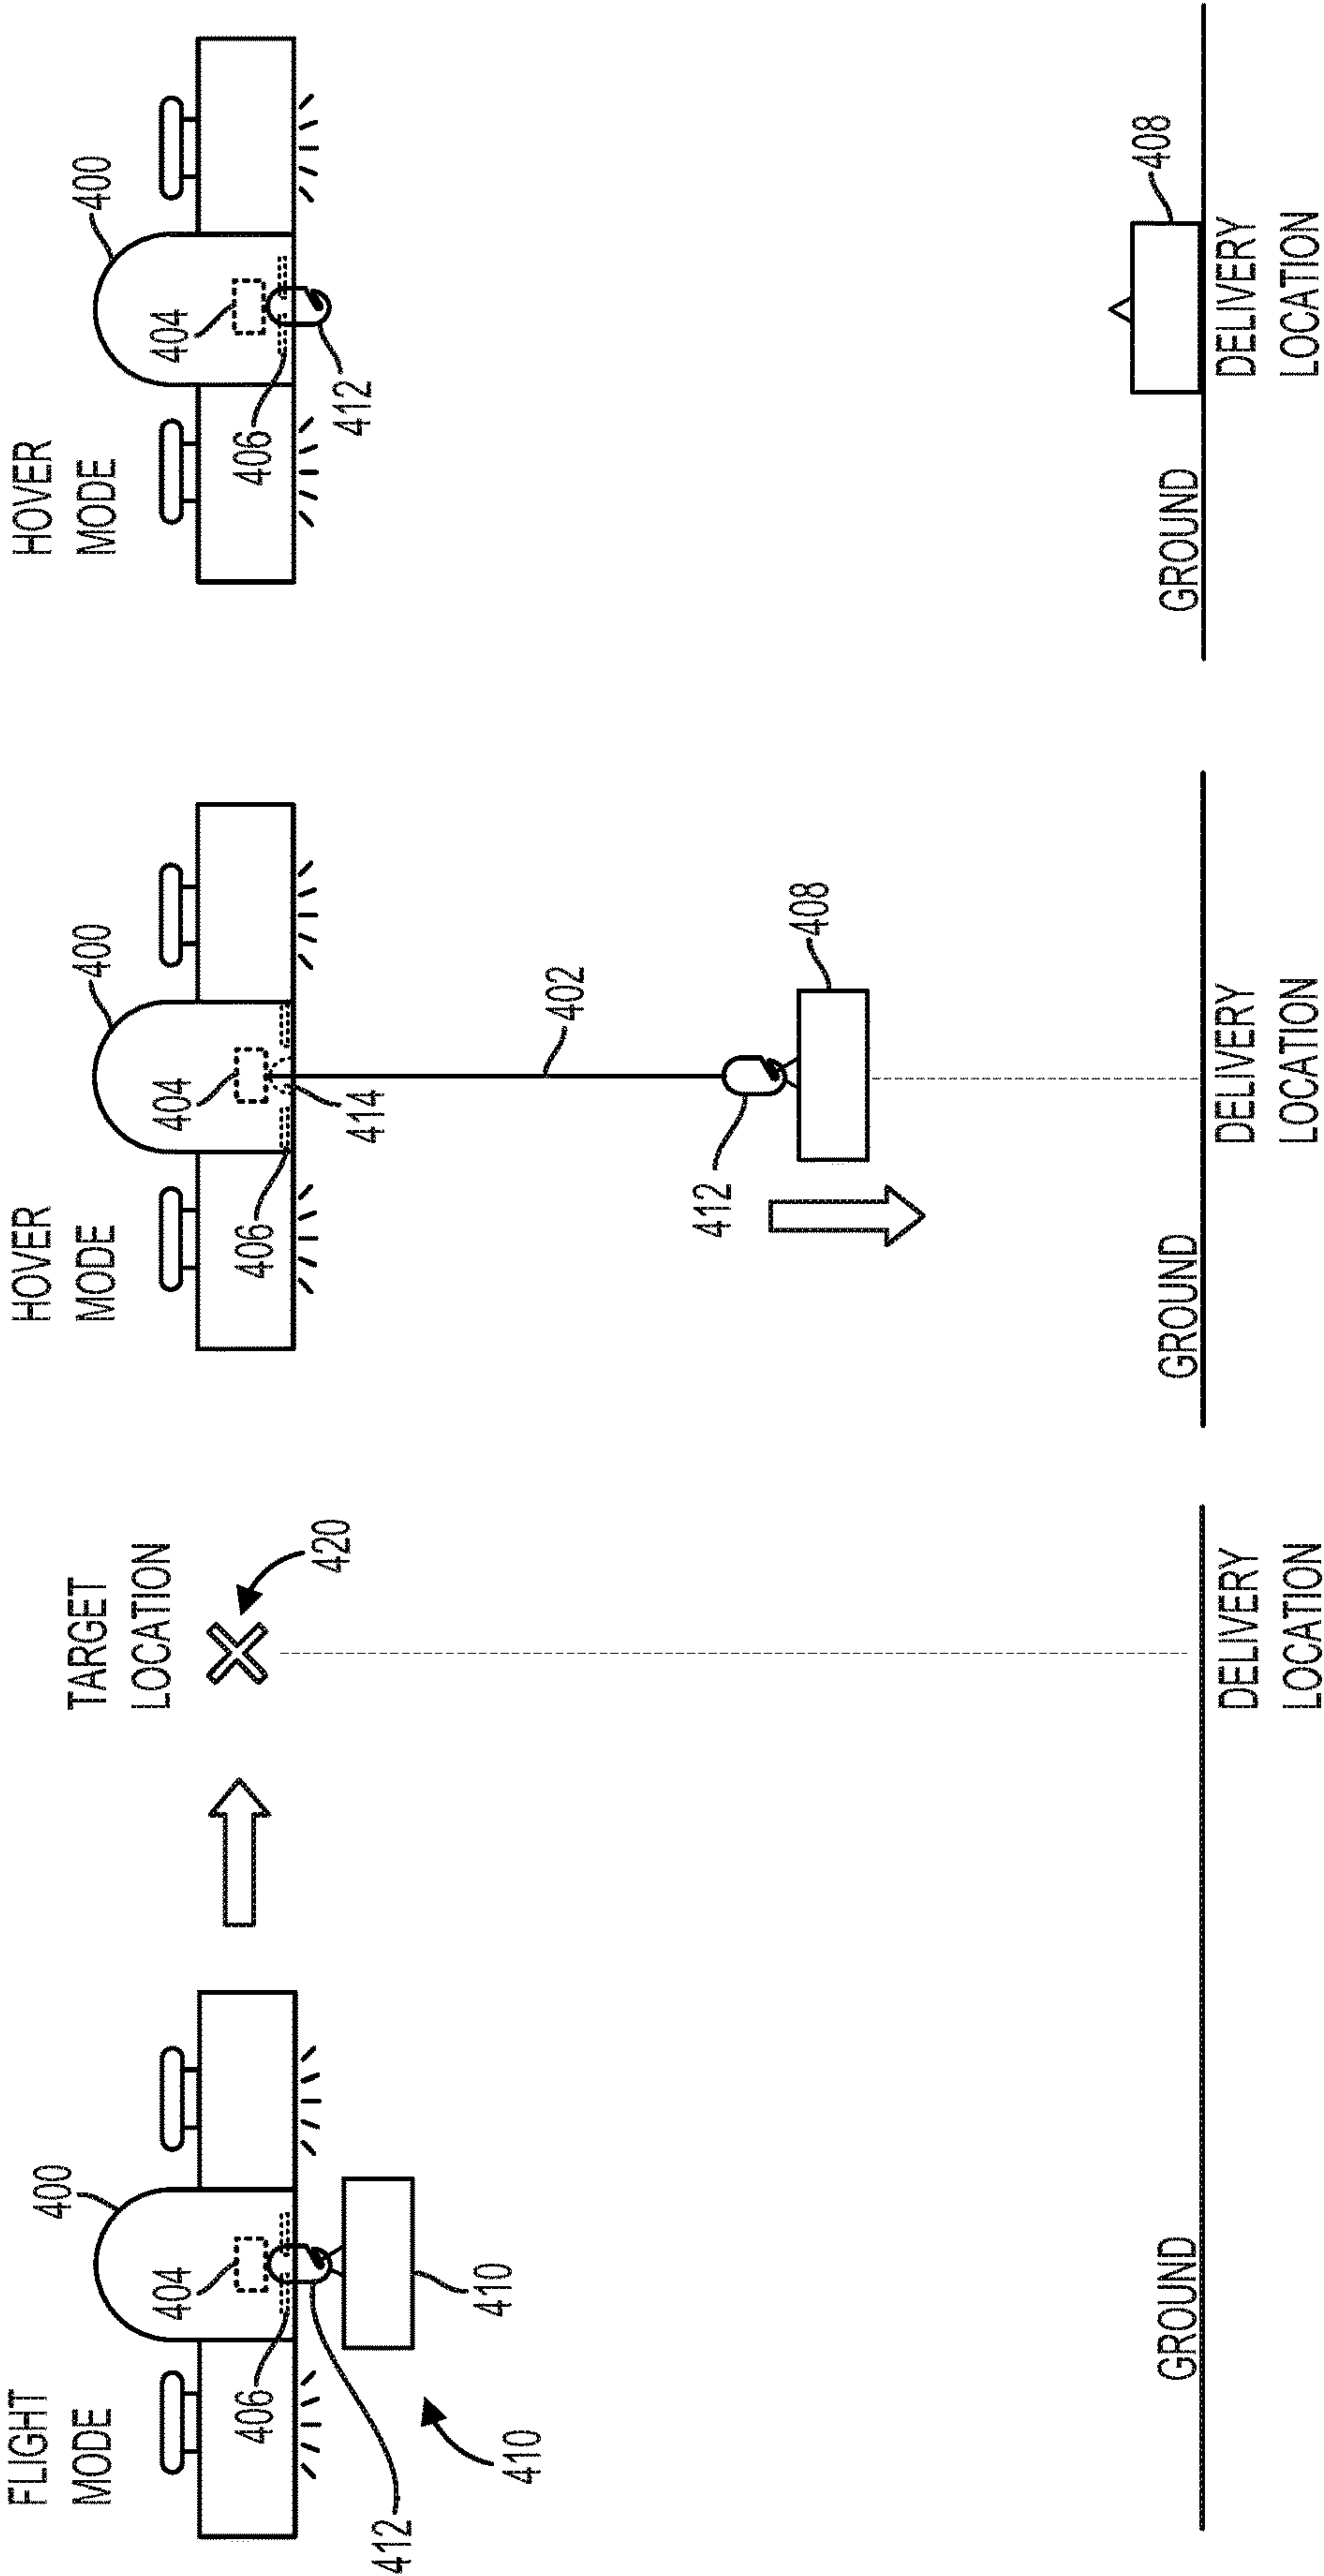 FLIGHT
MODE
400
404
406
412
410
410
TARGET
LOCATION
420
GROUND
DELIVERY
LOCATION
HOVER
MODE
400
404
406
414
402
412
408
GROUND
DELIVERY
LOCATION
HOVER
MODE
400
404
406
412
408
GROUND
DELIVERY
LOCATION